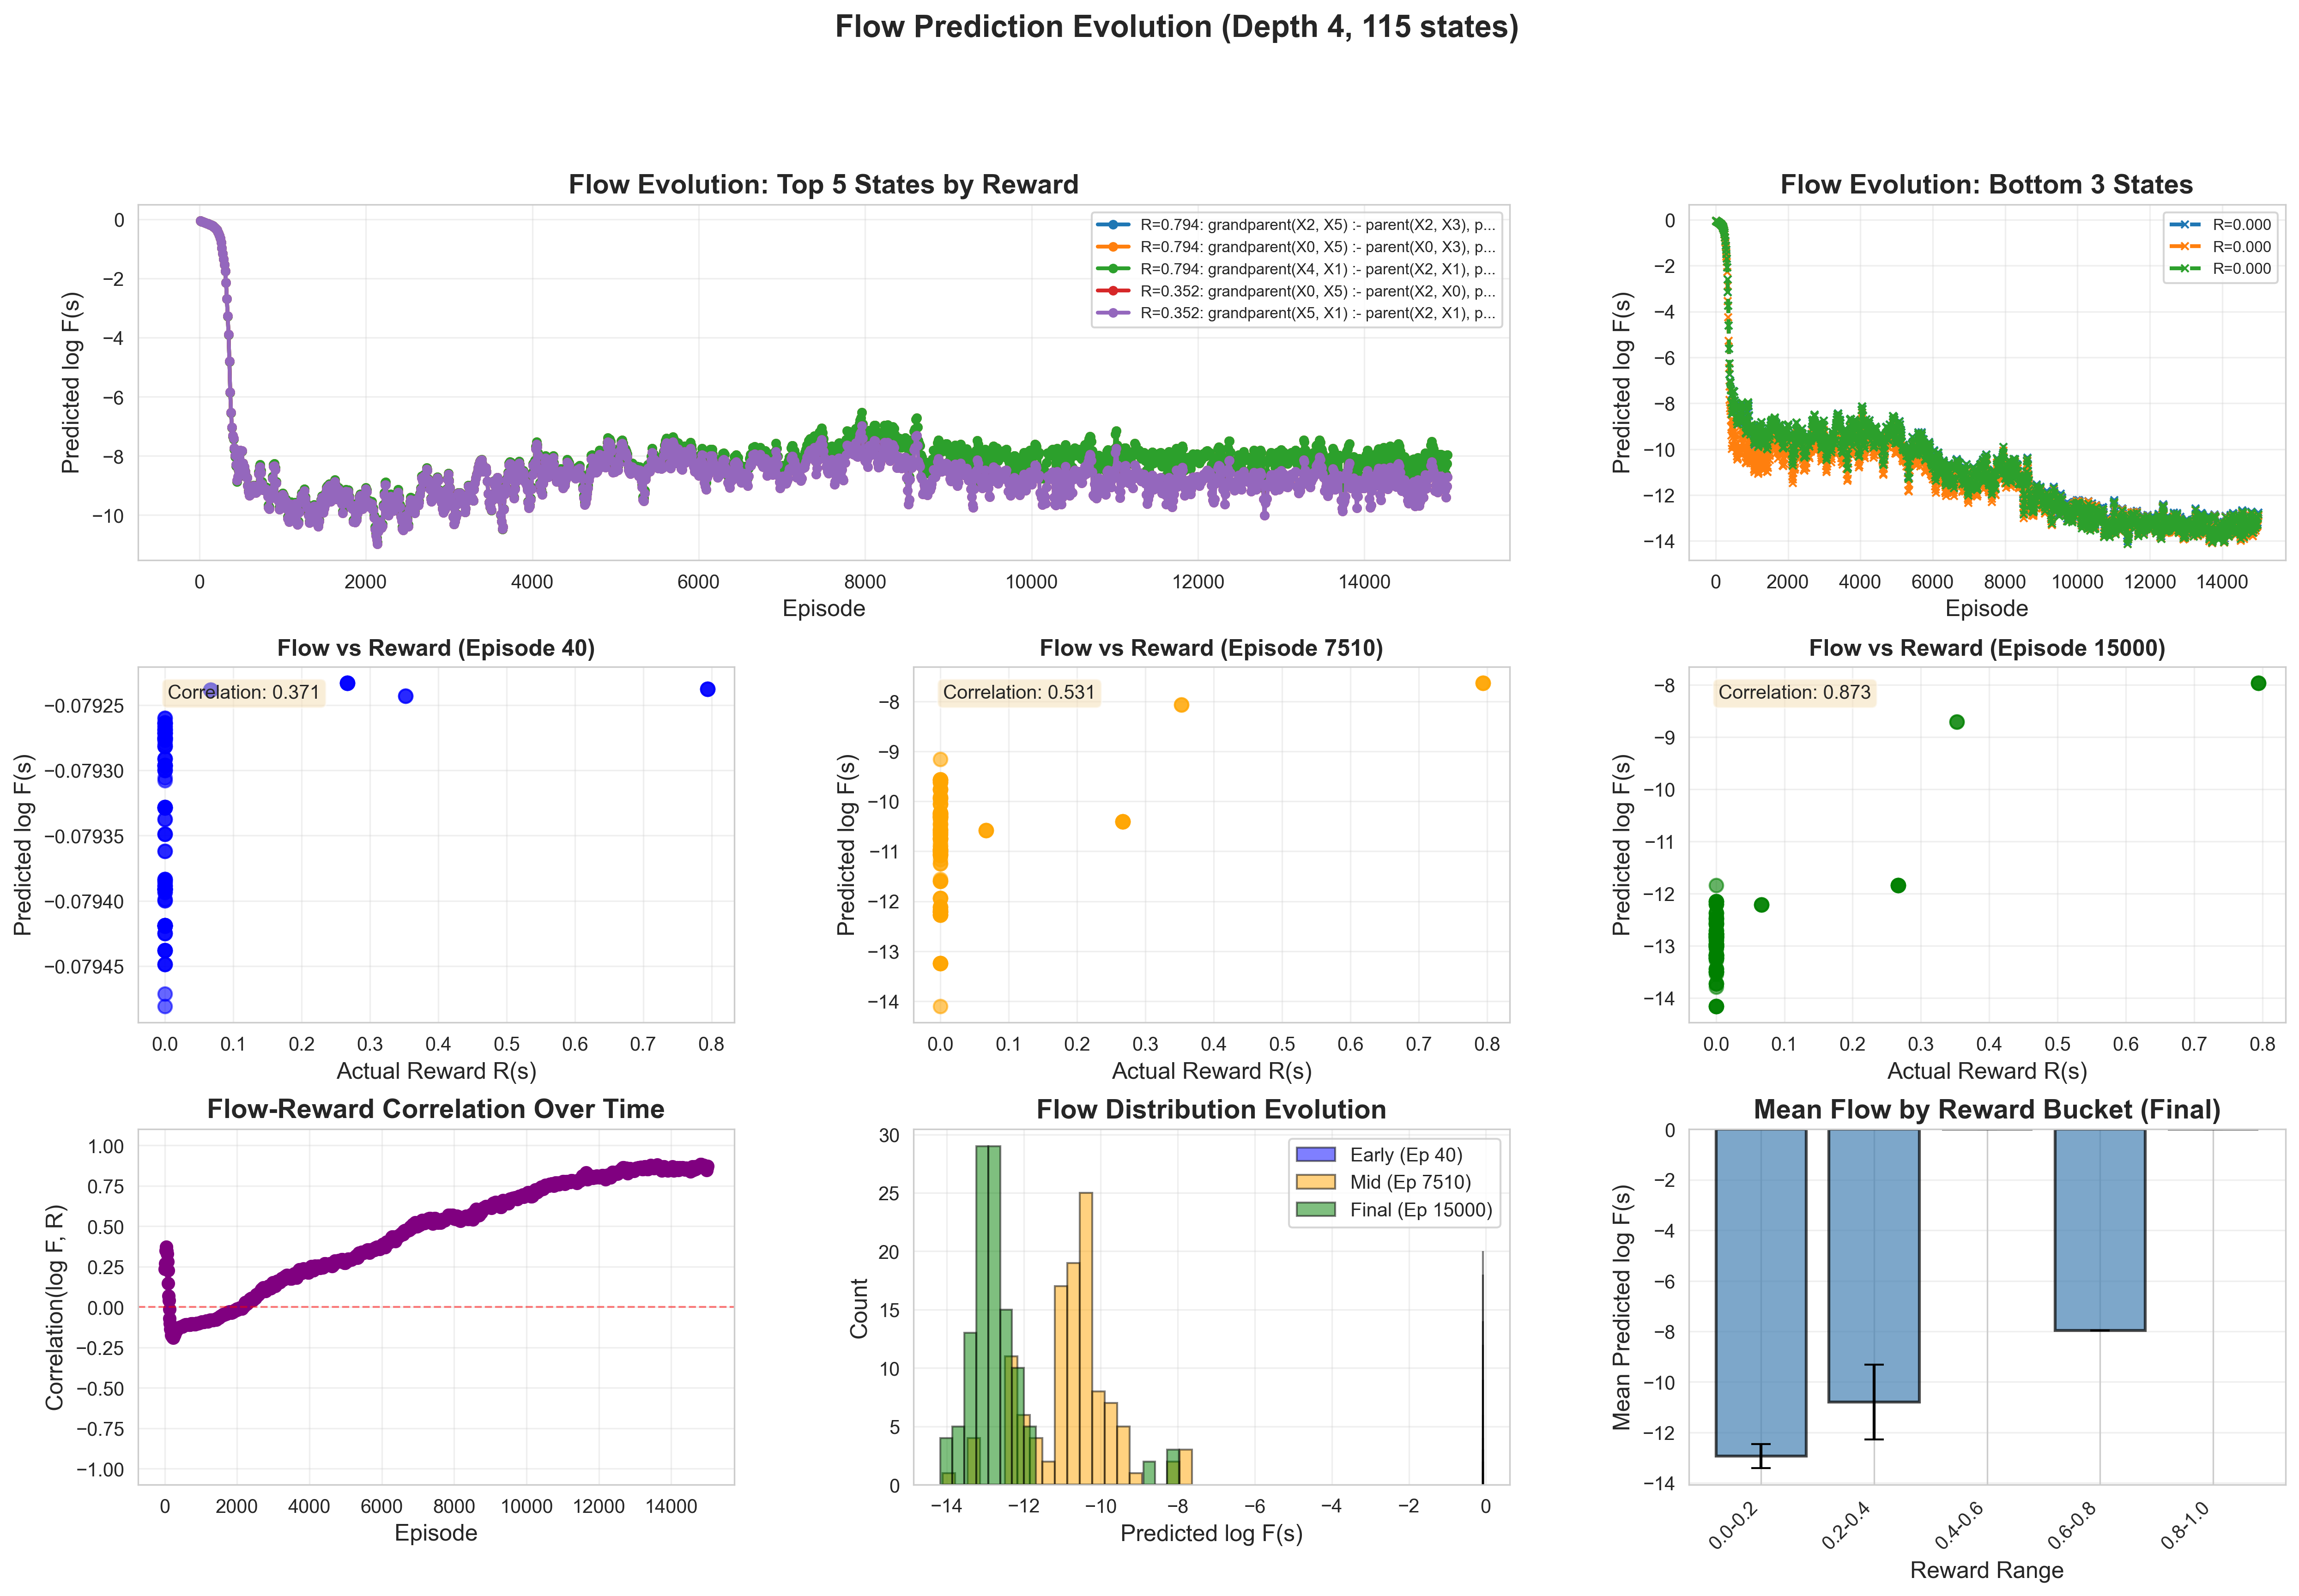 Flow Prediction Evolution (Depth 4, 115 states)
Flow Evolution: Top 5 States by Reward
Predicted log F(s)
0
−2
−4
−6
−8
−10
R=0.794: grandparent(X2, X5) :- parent(X2, X3), p...
R=0.794: grandparent(X0, X5) :- parent(X0, X3), p...
R=0.794: grandparent(X4, X1) :- parent(X2, X1), p...
R=0.352: grandparent(X0, X5) :- parent(X2, X0), p...
R=0.352: grandparent(X5, X1) :- parent(X2, X1), p...
0 2000 4000 6000 8000 10000 12000 14000
Episode
Flow Evolution: Bottom 3 States
Predicted log F(s)
0
−2
−4
−6
−8
−10
−12
−14
R=0.000
R=0.000
R=0.000
0 2000 4000 6000 8000 10000 12000 14000
Episode
Flow vs Reward (Episode 40)
Correlation: 0.371
Predicted log F(s)
−0.07925
−0.07930
−0.07935
−0.07940
−0.07945
0.0 0.1 0.2 0.3 0.4 0.5 0.6 0.7 0.8
Actual Reward R(s)
Flow vs Reward (Episode 7510)
Correlation: 0.531
Predicted log F(s)
−8
−9
−10
−11
−12
−13
−14
0.0 0.1 0.2 0.3 0.4 0.5 0.6 0.7 0.8
Actual Reward R(s)
Flow vs Reward (Episode 15000)
Correlation: 0.873
Predicted log F(s)
−8
−9
−10
−11
−12
−13
−14
0.0 0.1 0.2 0.3 0.4 0.5 0.6 0.7 0.8
Actual Reward R(s)
Flow-Reward Correlation Over Time
Correlation(log F, R)
1.00
0.75
0.50
0.25
0.00
−0.25
−0.50
−0.75
−1.00
0 2000 4000 6000 8000 10000 12000 14000
Episode
Flow Distribution Evolution
Count
30
25
20
15
10
5
0
Early (Ep 40)
Mid (Ep 7510)
Final (Ep 15000)
−14 −12 −10 −8 −6 −4 −2 0
Predicted log F(s)
Mean Flow by Reward Bucket (Final)
Mean Predicted log F(s)
0
−2
−4
−6
−8
−10
−12
−14
0.0-0.2 0.2-0.4 0.4-0.6 0.6-0.8 0.8-1.0
Reward Range